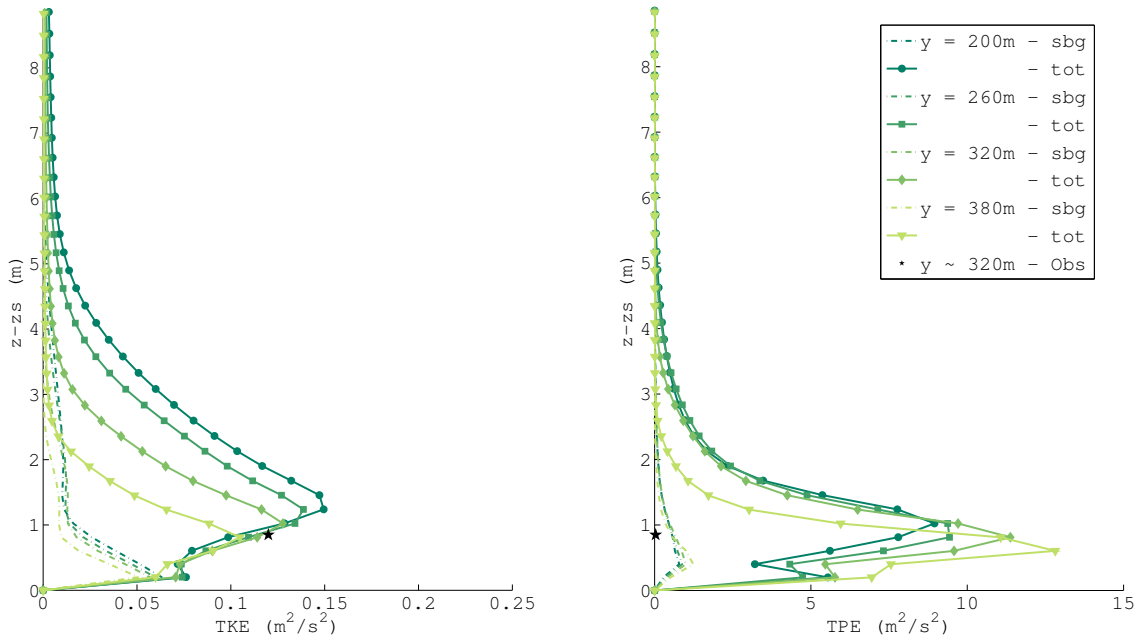 8
7
6
5
4
3
2
1
0
z-zs (m)
0 0.05 0.1 0.15 0.2 0.25
TKE (m²/s²)
8
7
6
5
4
3
2
1
0
z-zs (m)
0 5 10 15
TPE (m²/s²)
y = 200m - sbg
- tot
y = 260m - sbg
- tot
y = 320m - sbg
- tot
y = 380m - sbg
- tot
y ~ 320m - Obs